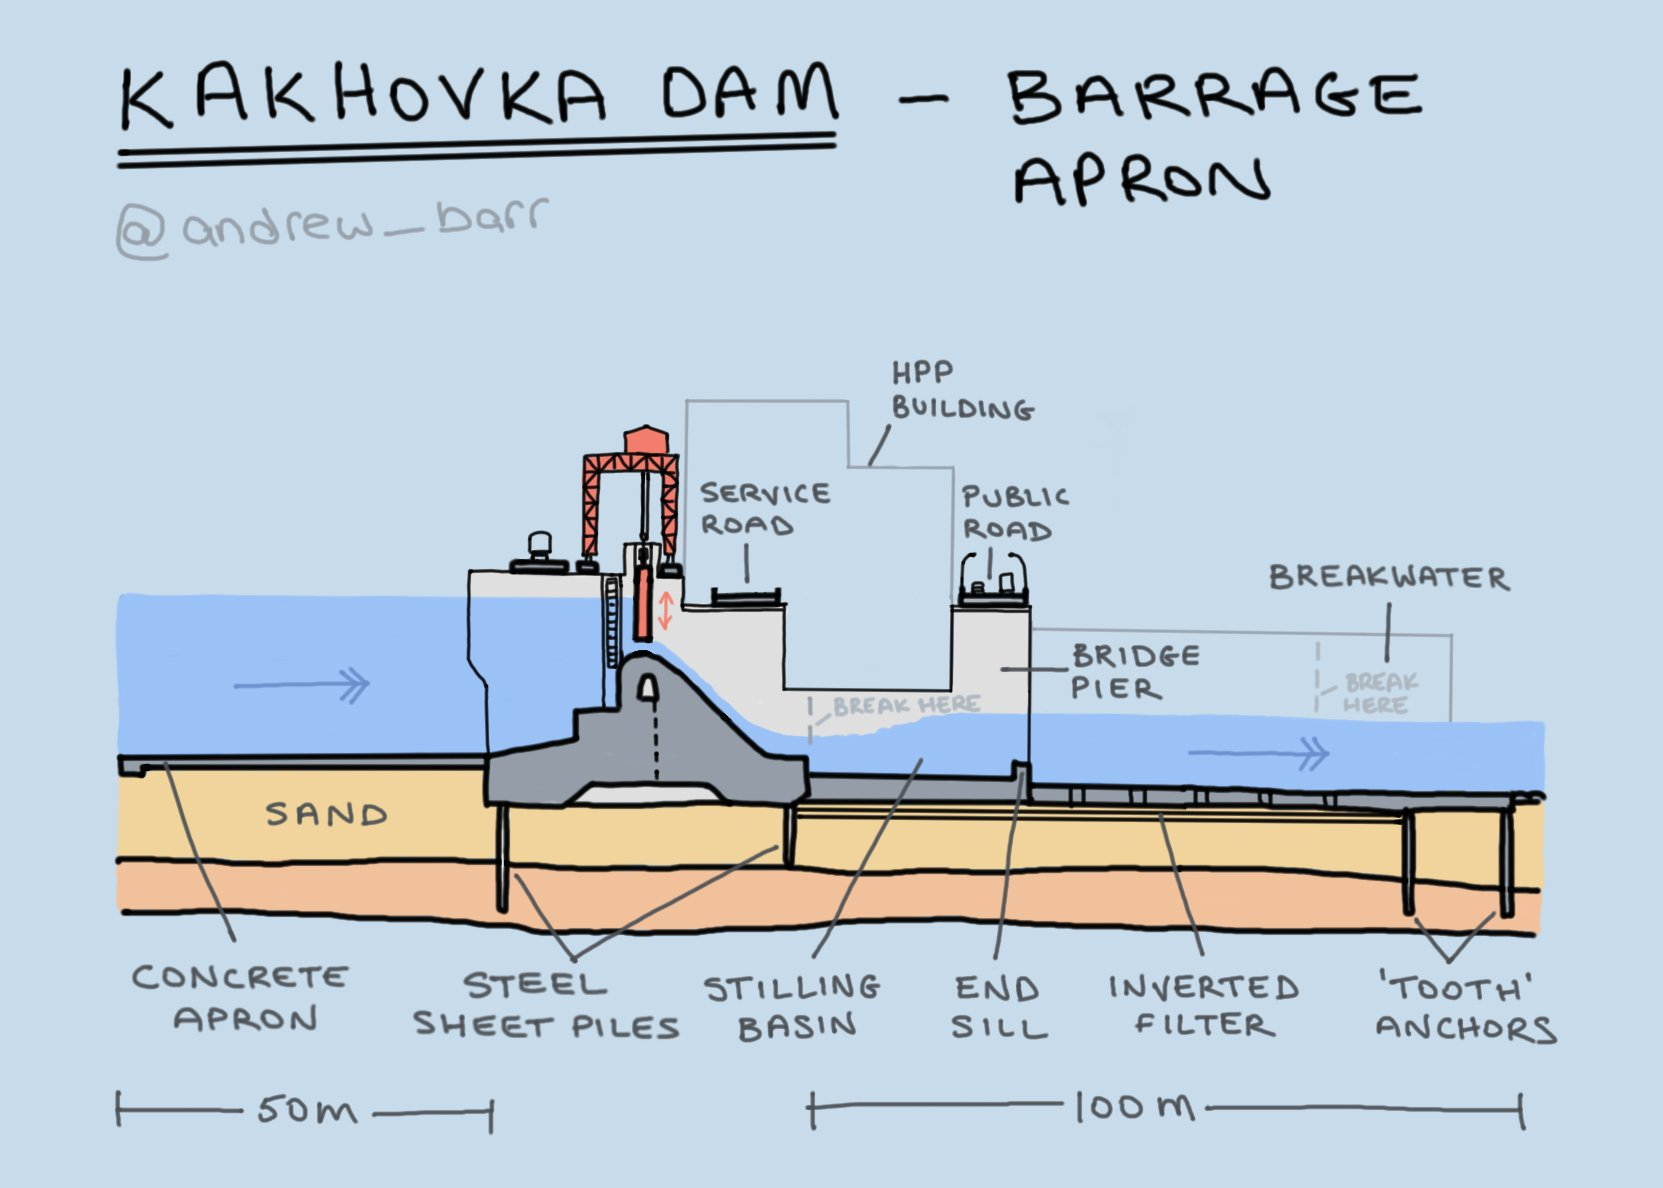 KAKHOVKA DAM – BARRAGE
APRON
@andrew_barr
HPP
BUILDING
SERVICE
ROAD
PUBLIC
ROAD
BREAKWATER
BRIDGE
PIER
BREAK HERE
BREAK
HERE
SAND
CONCRETE
APRON
STEEL
SHEET PILES
STILLING
BASIN
END
SILL
INVERTED
FILTER
'TOOTH'
ANCHORS
50m
100m